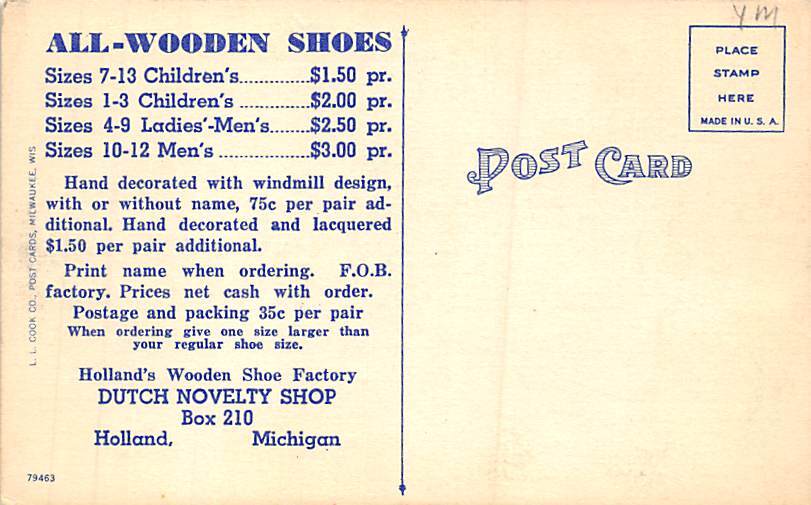 ALL-WOODEN SHOES
Sizes 7-13 Children's..............$1.50 pr.
Sizes 1-3 Children's ..............$2.00 pr.
Sizes 4-9 Ladies'-Men's........$2.50 pr.
Sizes 10-12 Men's ..................$3.00 pr.
Hand decorated with windmill design,
with or without name, 75c per pair ad-
ditional. Hand decorated and lacquered
$1.50 per pair additional.
Print name when ordering. F.O.B.
factory. Prices net cash with order.
Postage and packing 35c per pair
When ordering give one size larger than
your regular shoe size.
Holland's Wooden Shoe Factory
DUTCH NOVELTY SHOP
Box 210
Holland, Michigan
79463
L. L. COOK CO., POST CARDS, MILWAUKEE, WIS
POST CARD
YM
PLACE
STAMP
HERE
MADE IN U. S. A.